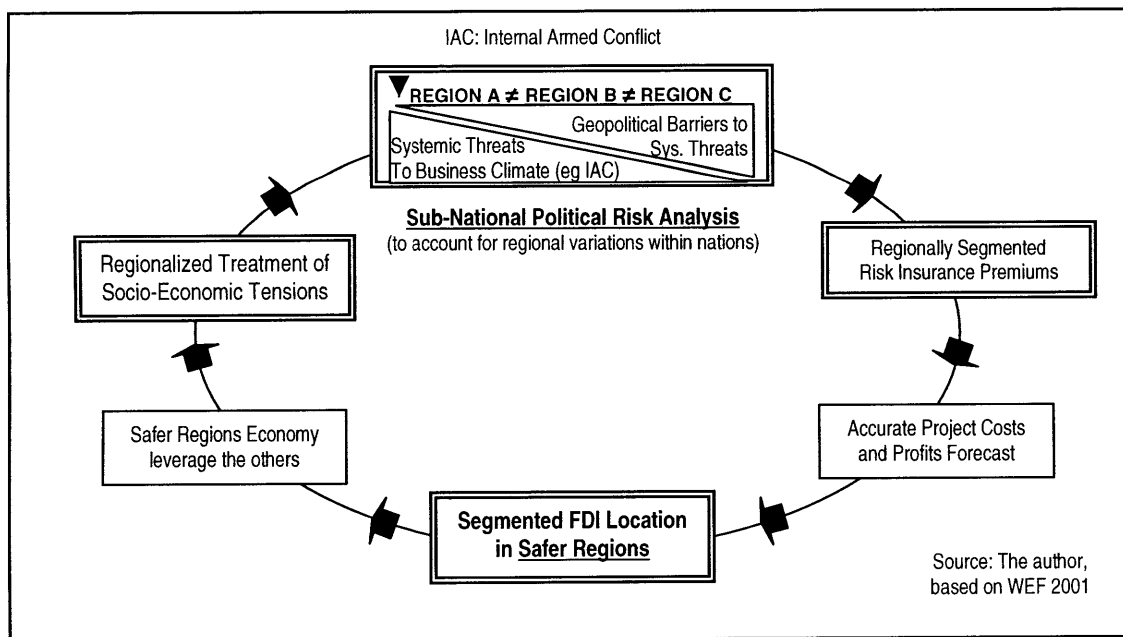 IAC: Internal Armed Conflict
REGION A ≠ REGION B ≠ REGION C
Geopolitical Barriers to
Sys. Threats
Systemic Threats
To Business Climate (eg IAC)
Sub-National Political Risk Analysis
(to account for regional variations within nations)
Regionalized Treatment of
Socio-Economic Tensions
Regionally Segmented
Risk Insurance Premiums
Safer Regions Economy
leverage the others
Accurate Project Costs
and Profits Forecast
Segmented FDI Location
in Safer Regions
Source: The author,
based on WEF 2001